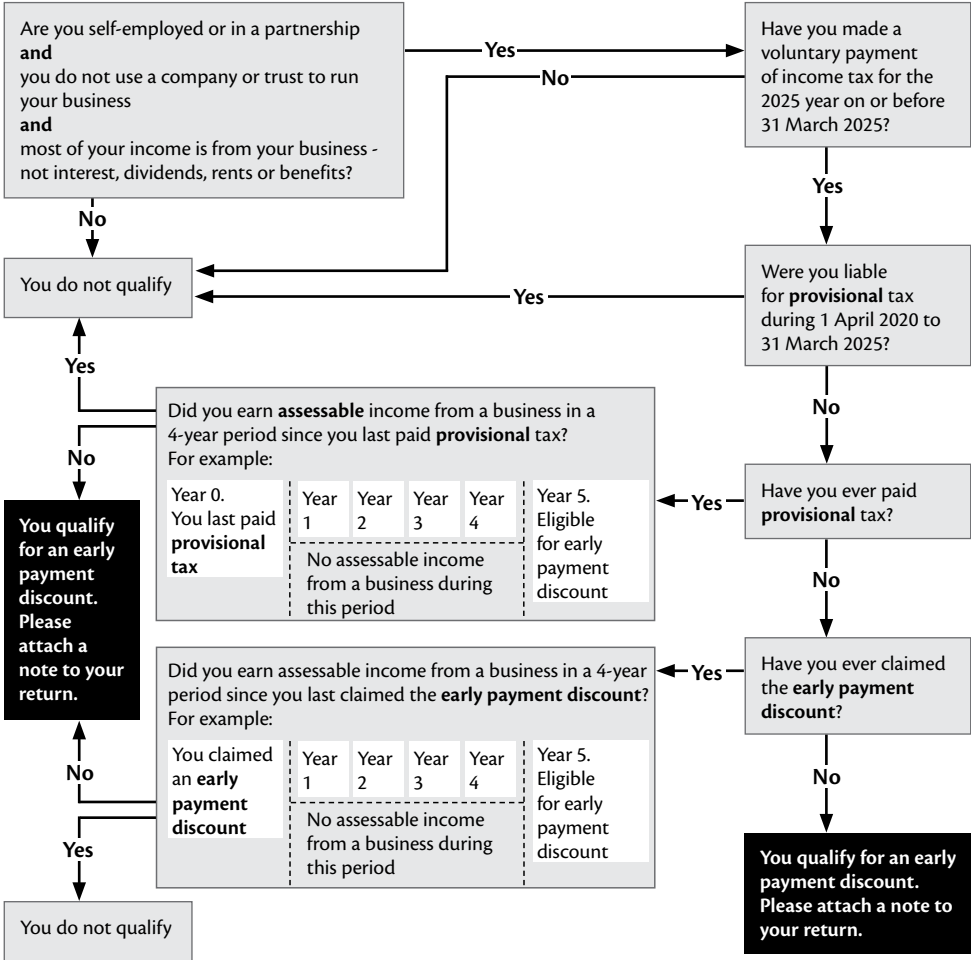 Are you self-employed or in a partnership
and
you do not use a company or trust to run
your business
and
most of your income is from your business -
not interest, dividends, rents or benefits?
Yes
No
Have you made a
voluntary payment
of income tax for the
2025 year on or before
31 March 2025?
No
Yes
You do not qualify
Yes
Were you liable
for provisional tax
during 1 April 2020 to
31 March 2025?
Yes
No
Did you earn assessable income from a business in a
4-year period since you last paid provisional tax?
For example:
Year 0.
You last paid
provisional
tax
Year
1
Year
2
Year
3
Year
4
No assessable income
from a business during
this period
Year 5.
Eligible
for early
payment
discount
Yes
Have you ever paid
provisional tax?
No
No
You qualify
for an early
payment
discount.
Please
attach a
note to your
return.
Did you earn assessable income from a business in a 4-year
period since you last claimed the early payment discount?
For example:
You claimed
an early
payment
discount
Year
1
Year
2
Year
3
Year
4
No assessable income
from a business during
this period
Year 5.
Eligible
for early
payment
discount
Yes
Have you ever claimed
the early payment
discount?
No
Yes
No
You do not qualify
You qualify for an early
payment discount.
Please attach a note to
your return.